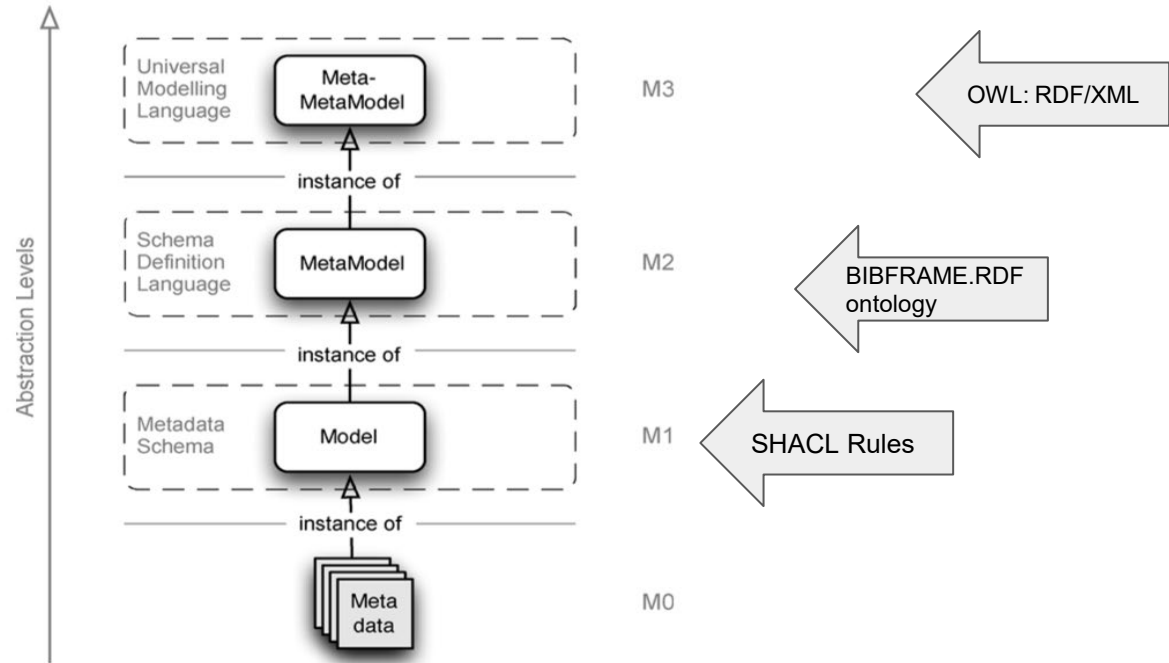 Abstraction Levels
Universal
Modelling
Language
Meta-
MetaModel
M3
OWL: RDF/XML
instance of
Schema
Definition
Language
MetaModel
M2
BIBFRAME.RDF
ontology
instance of
Metadata
Schema
Model
M1
SHACL Rules
instance of
Meta
data
M0